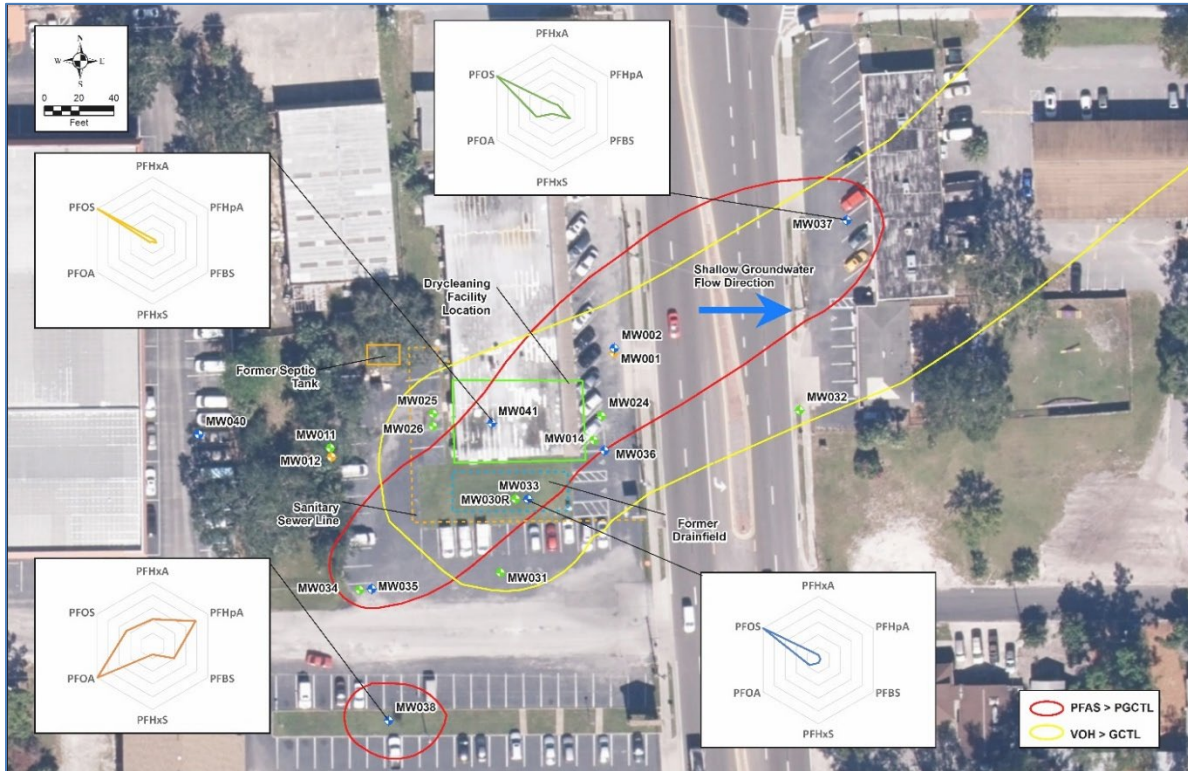 N
W E
S
0 20 40
Feet
PFHxA
PFOS
PFHpA
PFOA
PFBS
PFHxS
PFHxA
PFOS
PFHpA
PFOA
PFBS
PFHxS
MW037
Drycleaning
Facility
Location
Shallow Groundwater
Flow Direction
MW002
MW001
Former Septic
Tank
MW025
MW026
MW041
MW024
MW014
MW032
MW040
MW011
MW012
MW036
MW033
MW030R
Sanitary
Sewer Line
Former
Drainfield
MW031
MW034
MW035
PFHxA
PFOS
PFHpA
PFOA
PFBS
PFHxS
MW038
PFHxA
PFOS
PFHpA
PFOA
PFBS
PFHxS
PFAS > PGCTL
VOH > GCTL